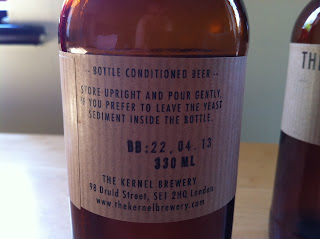 -- BOTTLE CONDITIONED BEER --
STORE UPRIGHT AND POUR GENTLY,
IF YOU PREFER TO LEAVE THE YEAST
SEDIMENT INSIDE THE BOTTLE.
BB:22.04.13
330 ML
THE KERNEL BREWERY
98 Druid Street, SE1 2HQ London
www.thekernelbrewery.com
TH